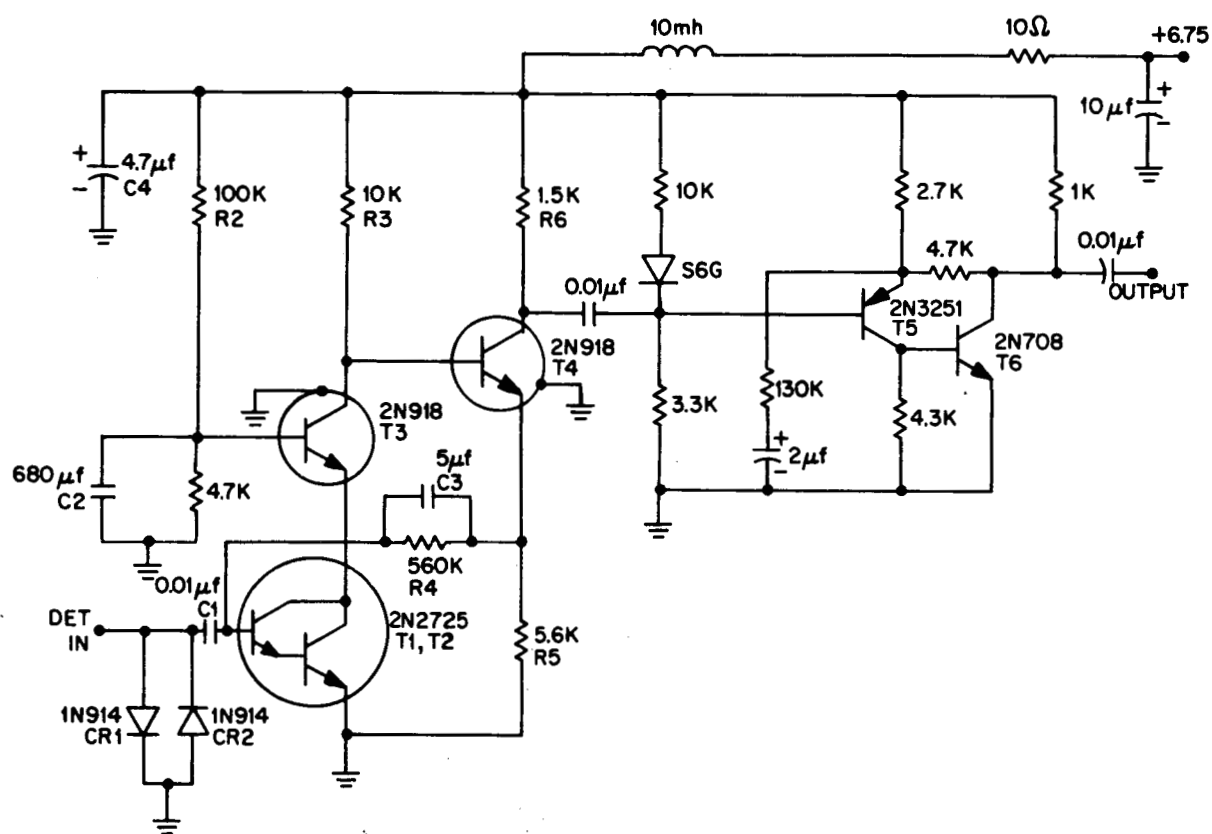 10mh
10Ω
+6.75
+
10μf
-
+
4.7μf
-
C4
100K
R2
10K
R3
1.5K
R6
10K
2.7K
1K
S6G
4.7K
0.01μf
OUTPUT
0.01μf
2N3251
T5
2N708
T6
2N918
T4
2N918
T3
3.3K
130K
4.3K
+
2μf
-
680μf
C2
4.7K
5μf
C3
560K
R4
0.01μf
C1
DET
IN
2N2725
T1, T2
5.6K
R5
1N914
CR1
1N914
CR2